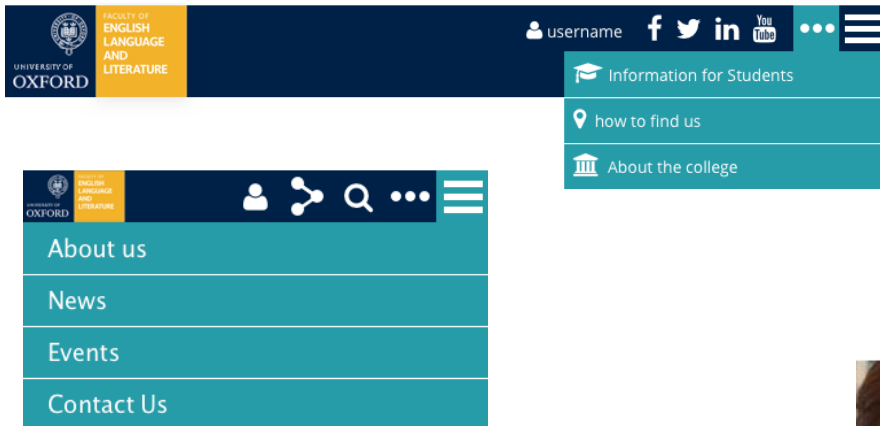 FACULTY OF
ENGLISH
LANGUAGE
AND
LITERATURE
UNIVERSITY OF
OXFORD
username
You
Tube
Information for Students
how to find us
About the college
FACULTY OF
ENGLISH
LANGUAGE
AND
LITERATURE
UNIVERSITY OF
OXFORD
About us
News
Events
Contact Us